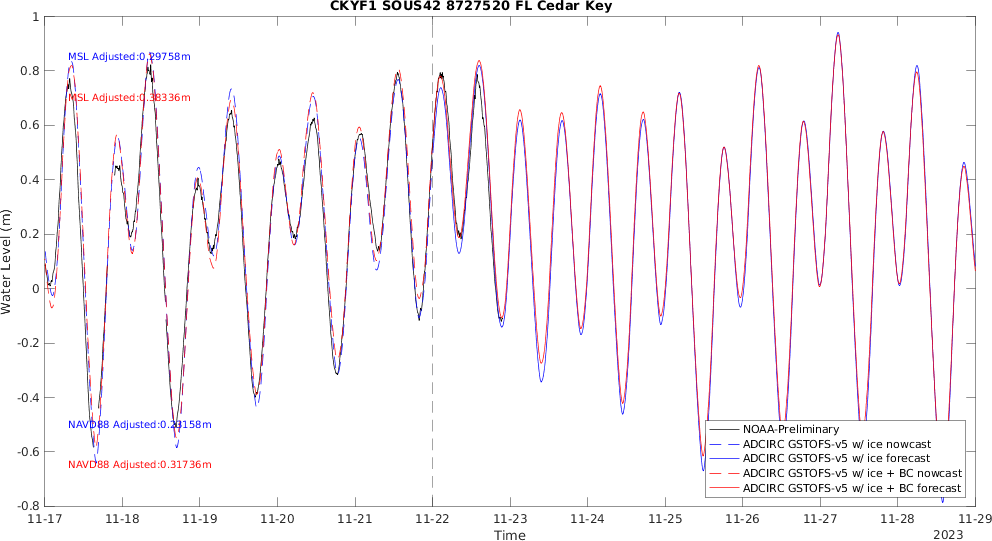 CKYF1 SOUS42 8727520 FL Cedar Key
MSL Adjusted:0.29758m
MSL Adjusted:0.38336m
NAVD88 Adjusted:0.23158m
NAVD88 Adjusted:0.31736m
Water Level (m)
1
0.8
0.6
0.4
0.2
0
-0.2
-0.4
-0.6
-0.8
NOAA-Preliminary
ADCIRC GSTOFS-v5 w/ ice nowcast
ADCIRC GSTOFS-v5 w/ ice forecast
ADCIRC GSTOFS-v5 w/ ice + BC nowcast
ADCIRC GSTOFS-v5 w/ ice + BC forecast
11-17 11-18 11-19 11-20 11-21 11-22 11-23 11-24 11-25 11-26 11-27 11-28 11-29
Time
2023